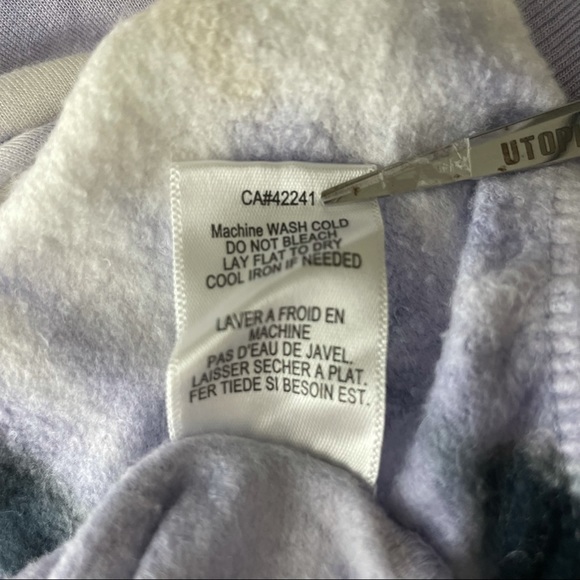 CA#42241
Machine WASH COLD
DO NOT BLEACH
LAY FLAT TO DRY
COOL IRON IF NEEDED
LAVER A FROID EN
MACHINE
PAS D'EAU DE JAVEL.
LAISSER SECHER A PLAT.
FER TIEDE SI BESOIN EST.